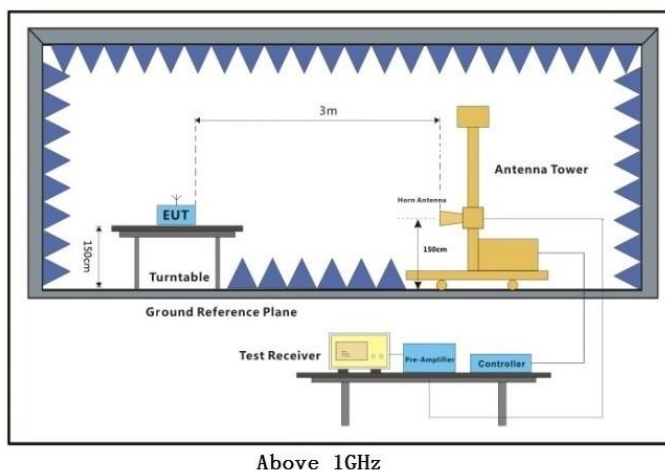 3m
Antenna Tower
Horn Antenna
EUT
150cm
150cm
Turntable
Ground Reference Plane
Test Receiver
Pre-Amplifier
Controller
Above 1GHz